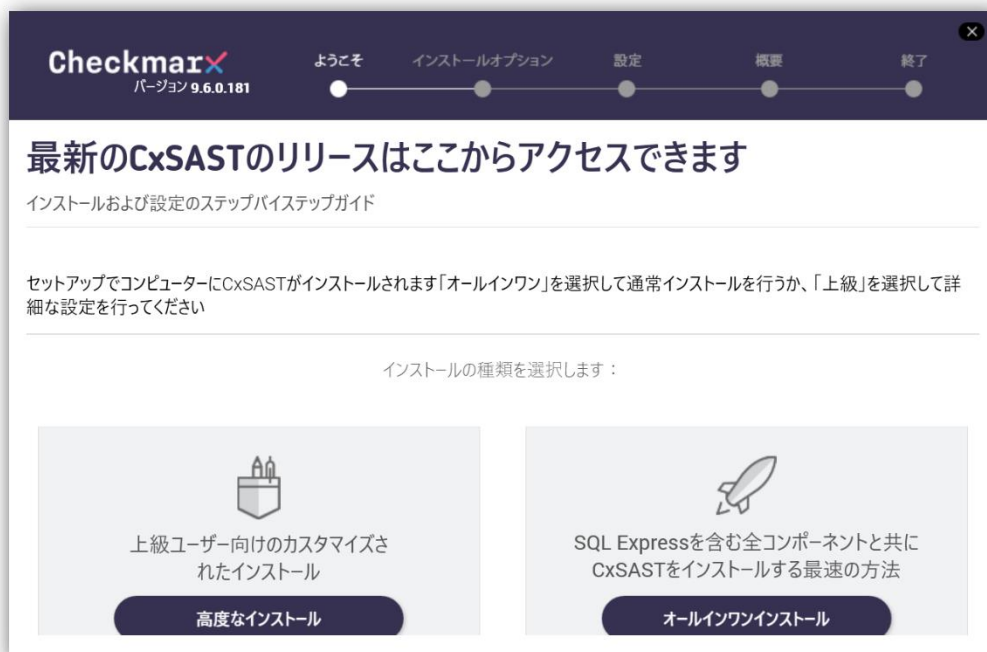 Checkmarx
バージョン 9.6.0.181
ようこそ
インストールオプション
設定
概要
終了
最新のCxSASTのリリースはここからアクセスできます
インストールおよび設定のステップバイステップガイド
セットアップでコンピューターにCxSASTがインストールされます「オールインワン」を選択して通常インストールを行うか、「上級」を選択して詳
細な設定を行ってください
インストールの種類を選択します：
上級ユーザー向けのカスタマイズさ
れたインストール
高度なインストール
SQL Expressを含む全コンポーネントと共に
CxSASTをインストールする最速の方法
オールインワンインストール